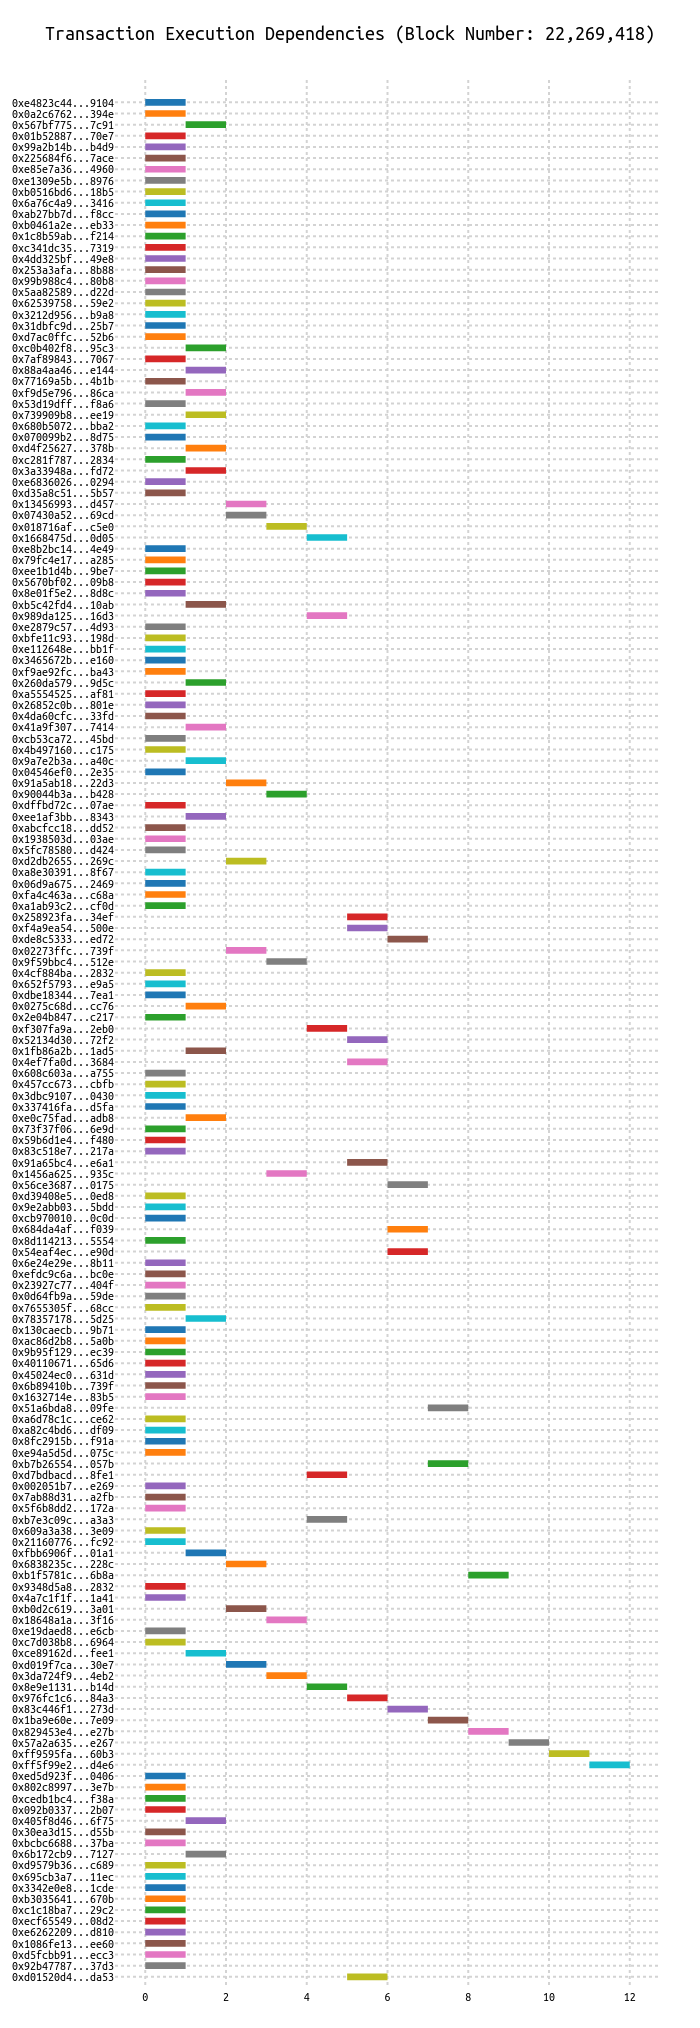 Transaction Execution Dependencies (Block Number: 22,269,418)
0xe4823c44...9104
0x0a2c6762...394e
0x567bf775...7c91
0x01b52887...70e7
0x99a2b14b...b4d9
0x225684f6...7ace
0xe85e7a36...4960
0xe1309e5b...8976
0xb0516bd6...18b5
0x6a76c4a9...3416
0xab27bb7d...f8cc
0xb0461a2e...eb33
0x1c8b59ab...f214
0xc341dc35...7319
0x4dd325bf...49e8
0x253a3afa...8b88
0x99b988c4...80b8
0x5aa82589...d22d
0x62539758...59e2
0x3212d956...b9a8
0x31dbfc9d...25b7
0xd7ac0ffc...52b6
0xc0b402f8...95c3
0x7af89843...7067
0x88a4aa46...e144
0x77169a5b...4b1b
0xf9d5e796...86ca
0x53d19dff...f8a6
0x739909b8...ee19
0x680b5072...bba2
0x070099b2...8d75
0xd4f25627...378b
0xc281f787...2834
0x3a33948a...fd72
0xe6836026...0294
0xd35a8c51...5b57
0x13456993...d457
0x07430a52...69cd
0x018716af...c5e0
0x1668475d...0d05
0xe8b2bc14...4e49
0x79fc4e17...a285
0xee1b1d4b...9be7
0x5670bf02...09b8
0x8e01f5e2...8d8c
0xb5c42fd4...10ab
0x989da125...16d3
0xe2879c57...4d93
0xbfe11c93...198d
0xe112648e...bb1f
0x3465672b...e160
0xf9ae92fc...ba43
0x260da579...9d5c
0xa5554525...af81
0x26852c0b...801e
0x4da60cfc...33fd
0x41a9f307...7414
0xcb53ca72...45bd
0x4b497160...c175
0x9a7e2b3a...a40c
0x04546ef0...2e35
0x91a5ab18...22d3
0x90044b3a...b428
0xdffbd72c...07ae
0xee1af3bb...8343
0xabcfcc18...dd52
0x1938503d...03ae
0x5fc78580...d424
0xd2db2655...269c
0xa8e30391...8f67
0x06d9a675...2469
0xfa4c463a...c68a
0xa1ab93c2...cf0d
0x258923fa...34ef
0xf4a9ea54...500e
0xde8c5333...ed72
0x02273ffc...739f
0x9f59bbc4...512e
0x4cf884ba...2832
0x652f5793...e9a5
0xdbe18344...7ea1
0x0275c68d...cc76
0x2e04b847...c217
0xf307fa9a...2eb0
0x52134d30...72f2
0x1fb86a2b...1ad5
0x4ef7fa0d...3684
0x608c603a...a755
0x457cc673...cbfb
0x3dbc9107...0430
0x337416fa...d5fa
0xe0c75fad...adb8
0x73f37f06...6e9d
0x59b6d1e4...f480
0x83c518e7...217a
0x91a65bc4...e6a1
0x1456a625...935c
0x56ce3687...0175
0xd39408e5...0ed8
0x9e2abb03...5bdd
0xcb970010...0c0d
0x684da4af...f039
0x8d114213...5554
0x54eaf4ec...e90d
0x6e24e29e...8b11
0xefdc9c6a...bc0e
0x23927c77...404f
0x0d64fb9a...59de
0x7655305f...68cc
0x78357178...5d25
0x130caecb...9b71
0xac86d2b8...5a0b
0x9b95f129...ec39
0x40110671...65d6
0x45024ec0...631d
0x6b89410b...739f
0x1632714e...83b5
0x51a6bda8...09fe
0xa6d78c1c...ce62
0xa82c4bd6...df09
0x8fc2915b...f91a
0xe94a5d5d...075c
0xb7b26554...057b
0xd7bdbacd...8fe1
0x002051b7...e269
0x7ab88d31...a2fb
0x5f6b8dd2...172a
0xb7e3c09c...a3a3
0x609a3a38...3e09
0x21160776...fc92
0xfbb6906f...01a1
0x6838235c...228c
0xb1f5781c...6b8a
0x9348d5a8...2832
0x4a7c1f1f...1a41
0xb0d2c619...3a01
0x18648a1a...3f16
0xe19daed8...e6cb
0xc7d038b8...6964
0xce89162d...fee1
0xd019f7ca...30e7
0x3da724f9...4eb2
0x8e9e1131...b14d
0x976fc1c6...84a3
0x83c446f1...273d
0x1ba9e60e...7e09
0x829453e4...e27b
0x57a2a635...e267
0xff9595fa...60b3
0xff5f99e2...d4e6
0xed5d923f...0406
0x802c8997...3e7b
0xcedb1bc4...f38a
0x092b0337...2b07
0x405f8d46...6f75
0x30ea3d15...d55b
0xbcbc6688...37ba
0x6b172cb9...7127
0xd9579b36...c689
0x695cb3a7...11ec
0x3342e0e8...1cde
0xb3035641...670b
0xc1c18ba7...29c2
0xecf65549...08d2
0xe6262209...d810
0x1086fe13...ee60
0xd5fcbb91...ecc3
0x92b47787...37d3
0xd01520d4...da53
0 2 4 6 8 10 12